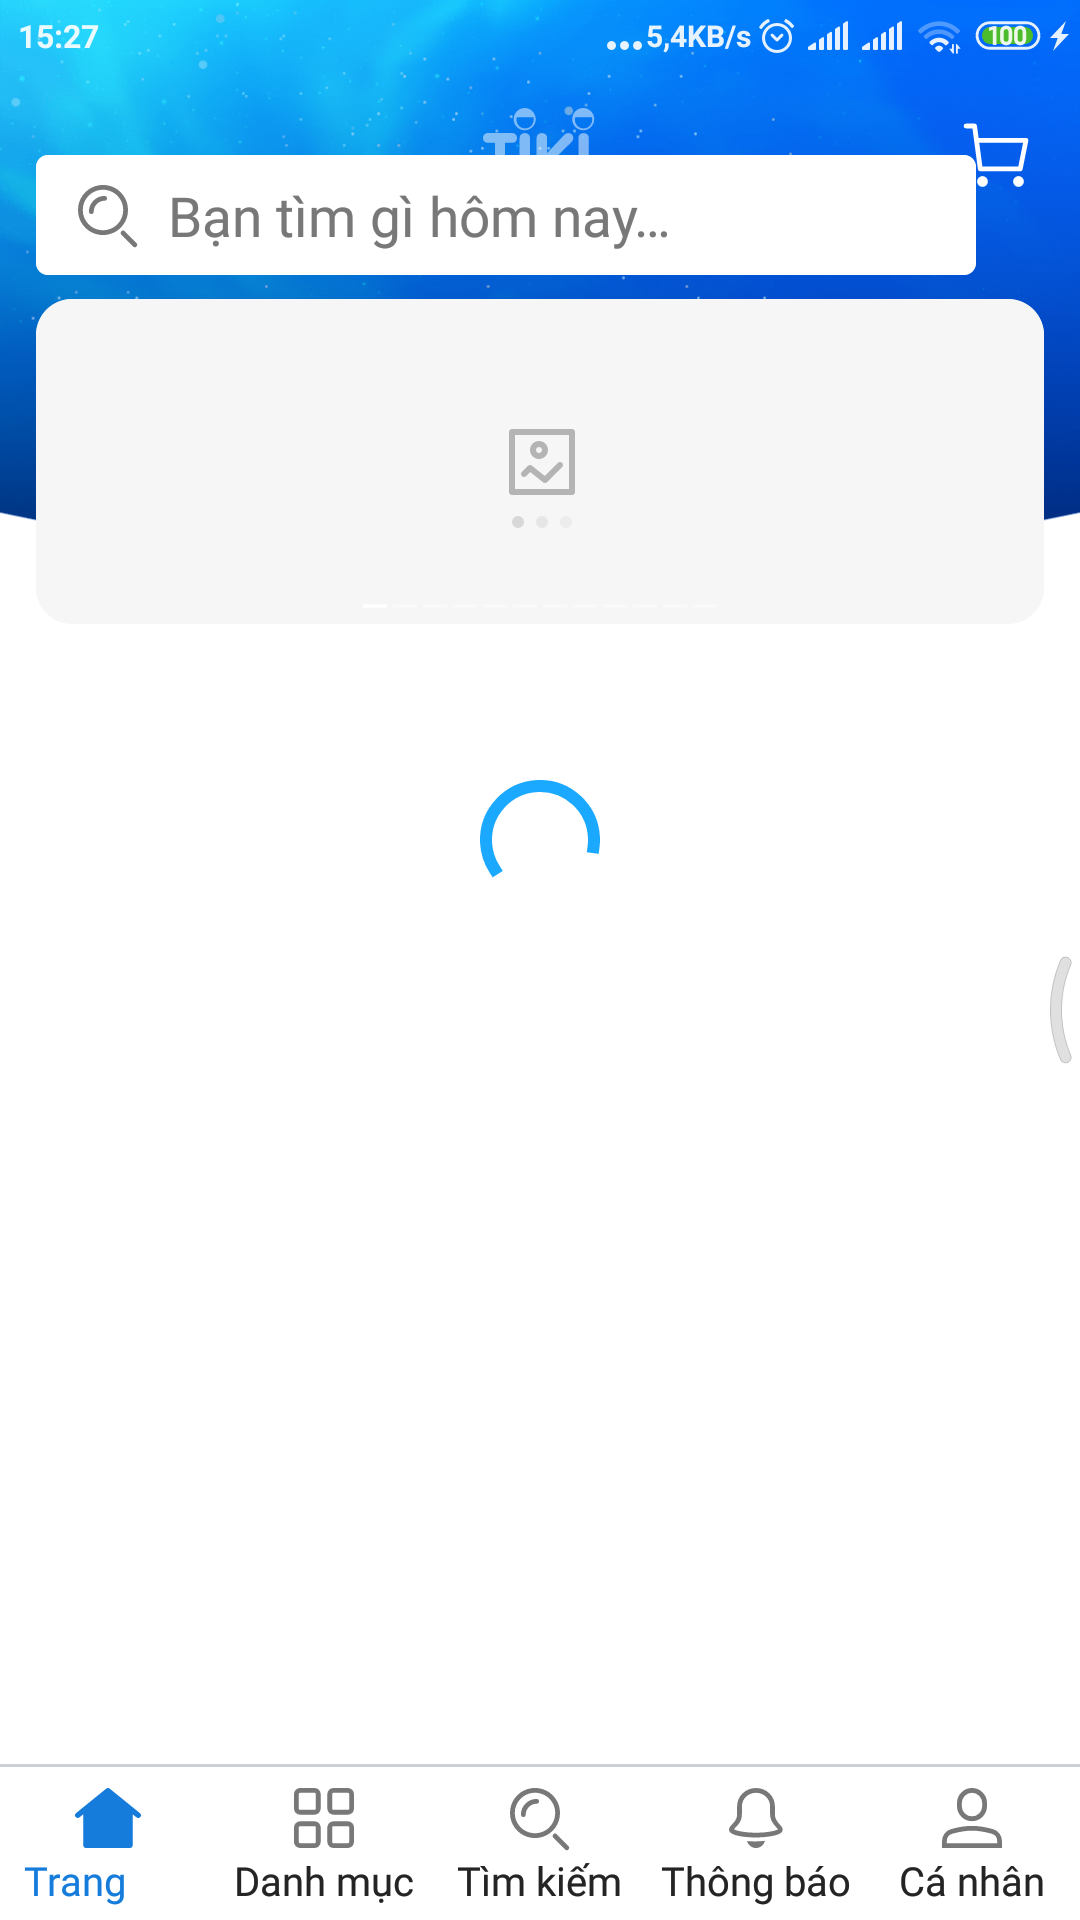 15:27 ...5,4KB/s 100
TIKI
Bạn tìm gì hôm nay...
Trang Danh mục Tìm kiếm Thông báo Cá nhân